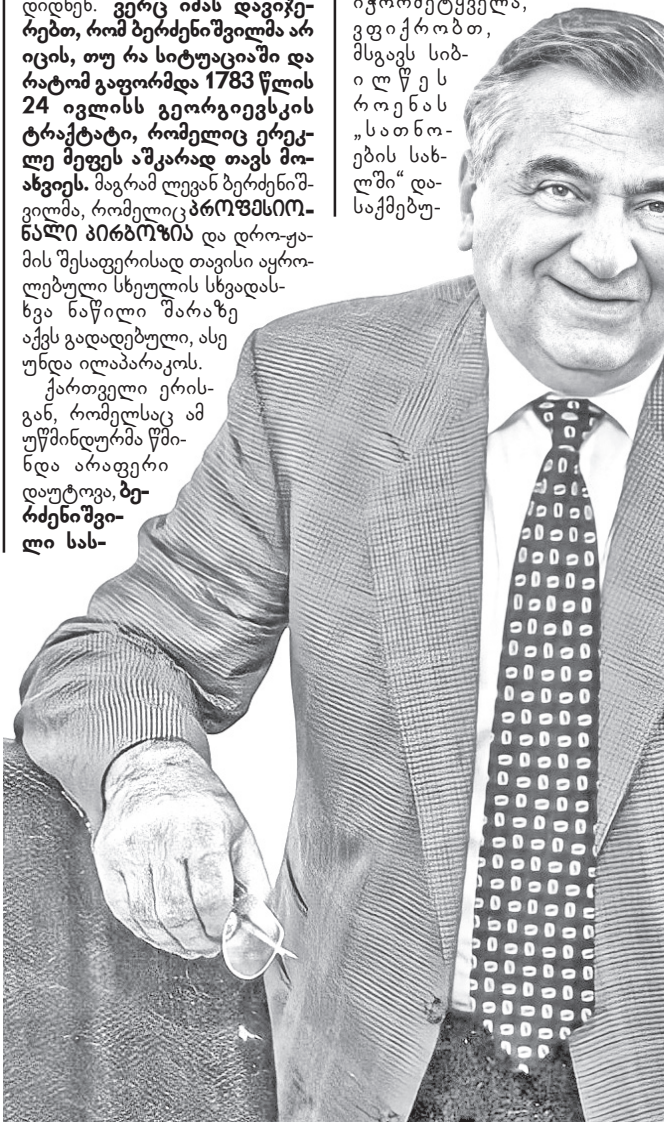 დიდნენ. ვერც იმას დავიჯე-
რებთ, რომ ბერძენიშვილმა არ
იცის, თუ რა სიტუაციაში და
რატომ გაფორმდა 1783 წლის
24 ივლისს გეორგიევსკის
ტრაქტატი, რომელიც ერეკ-
ლე მეფეს აშკარად თავს მო-
ახვიეს. მაგრამ ლევან ბერძენიშ-
ვილმა, რომელიც პროფესიო-
ნალი პირბოზია და დრო-ჟა-
მის შესაფერისად თავისი აყრო-
ლებული სხეულის სხვადას-
ხვა ნაწილი შარაზე
აქვს გადადებული, ასე
უნდა ილაპარაკოს.
ქართველი ერის-
გან, რომელსაც ამ
უწმინდურმა წმი-
ნდა არაფერი
დაუტოვა, ბე-
რძენიშვი-
ლი სას-
იჭორმეტყველა,
ვფიქრობთ,
მსგავს სიბ-
ილწეს
როენას
„სათნო-
ების სახ-
ლში“ და-
საქმებუ-